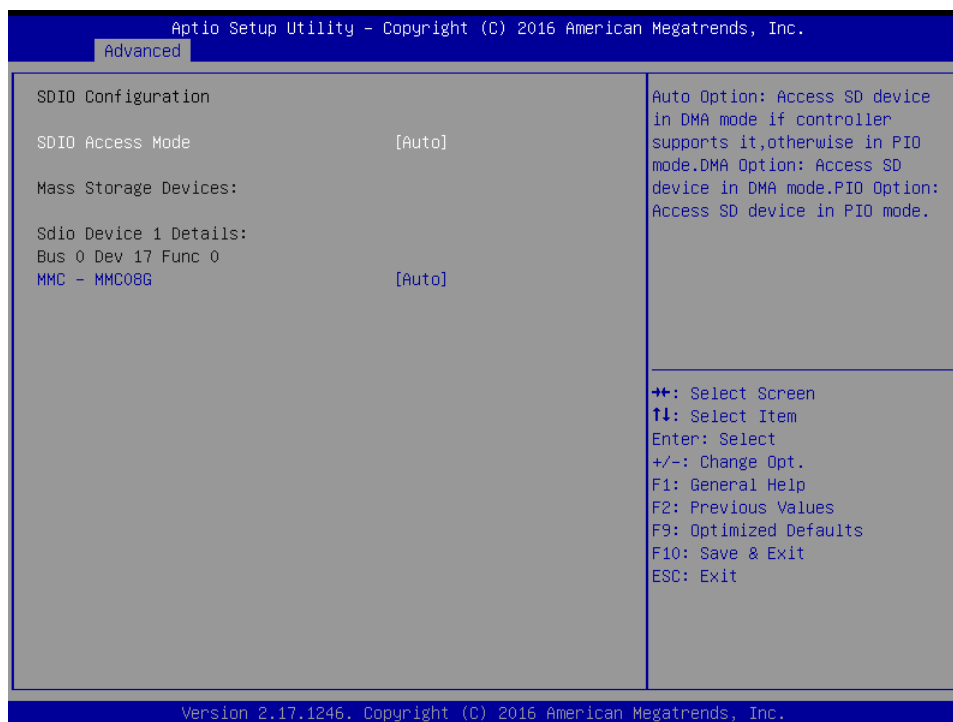 Aptio Setup Utility – Copyright (C) 2016 American Megatrends, Inc.
Advanced
SDIO Configuration
SDIO Access Mode [Auto]
Mass Storage Devices:
Sdio Device 1 Details:
Bus 0 Dev 17 Func 0
MMC - MMC08G [Auto]
Auto Option: Access SD device
in DMA mode if controller
supports it,otherwise in PIO
mode.DMA Option: Access SD
device in DMA mode.PIO Option:
Access SD device in PIO mode.
→←: Select Screen
↑↓: Select Item
Enter: Select
+/-: Change Opt.
F1: General Help
F2: Previous Values
F9: Optimized Defaults
F10: Save & Exit
ESC: Exit
Version 2.17.1246. Copyright (C) 2016 American Megatrends, Inc.